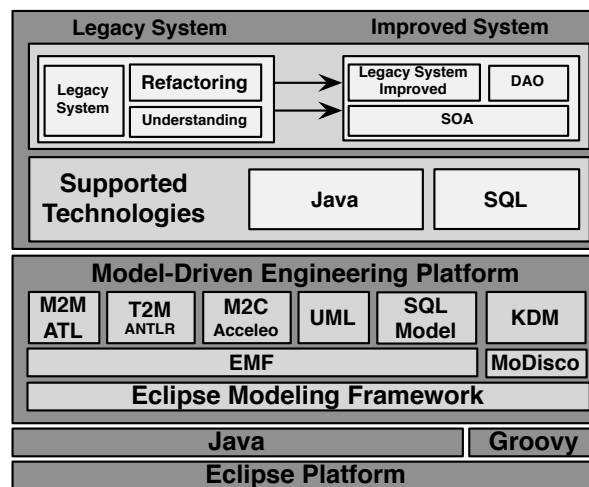 Legacy System
Improved System
Legacy
System
Refactoring
Understanding
Legacy System
Improved
DAO
SOA
Supported
Technologies
Java
SQL
Model-Driven Engineering Platform
M2M
ATL
T2M
ANTLR
M2C
Acceleo
UML
SQL
Model
KDM
EMF
MoDisco
Eclipse Modeling Framework
Java
Groovy
Eclipse Platform